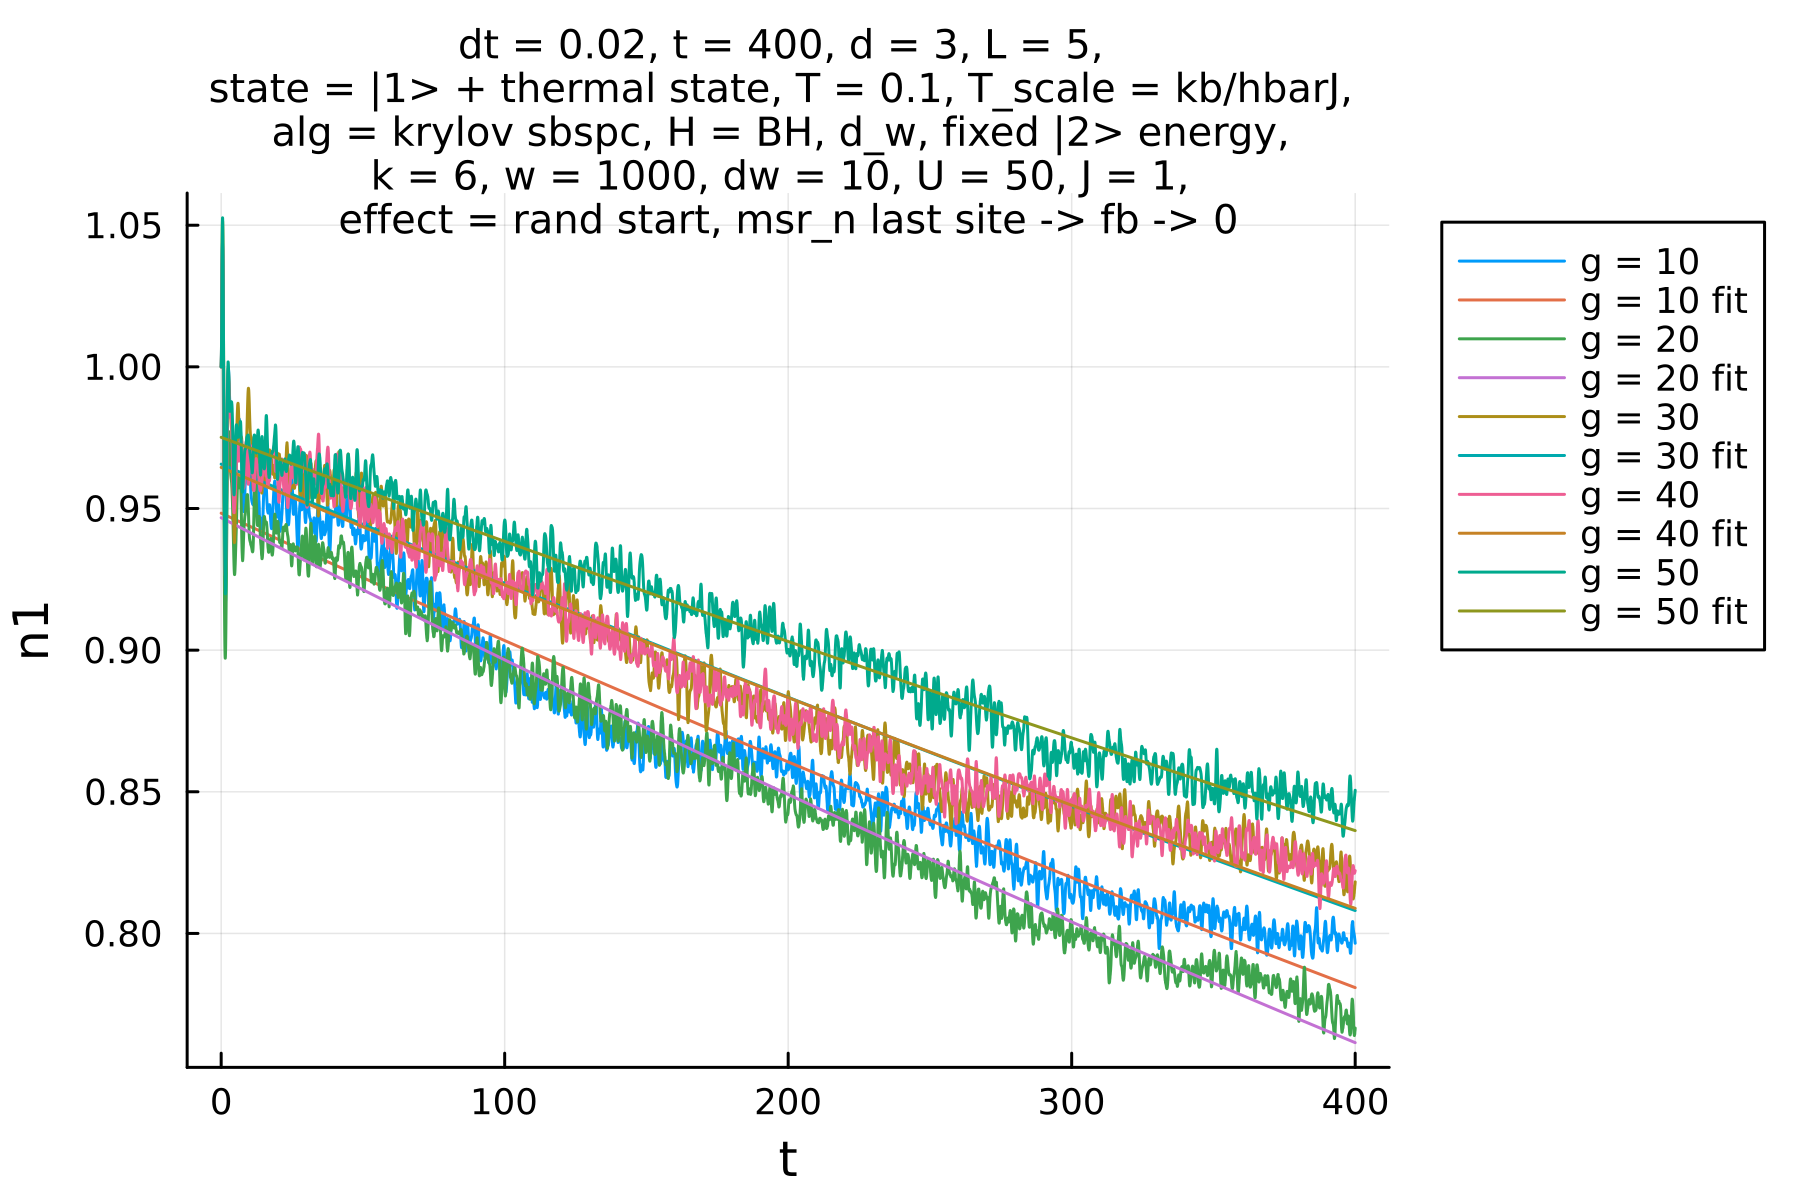 dt = 0.02, t = 400, d = 3, L = 5,
state = |1> + thermal state, T = 0.1, T_scale = kb/hbarJ,
alg = krylov sbspc, H = BH, d_w, fixed |2> energy,
k = 6, w = 1000, dw = 10, U = 50, J = 1,
effect = rand start, msr_n last site -> fb -> 0
1.05
1.00
0.95
0.90
0.85
0.80
n1
0
100
200
300
400
t
g = 10
g = 10 fit
g = 20
g = 20 fit
g = 30
g = 30 fit
g = 40
g = 40 fit
g = 50
g = 50 fit